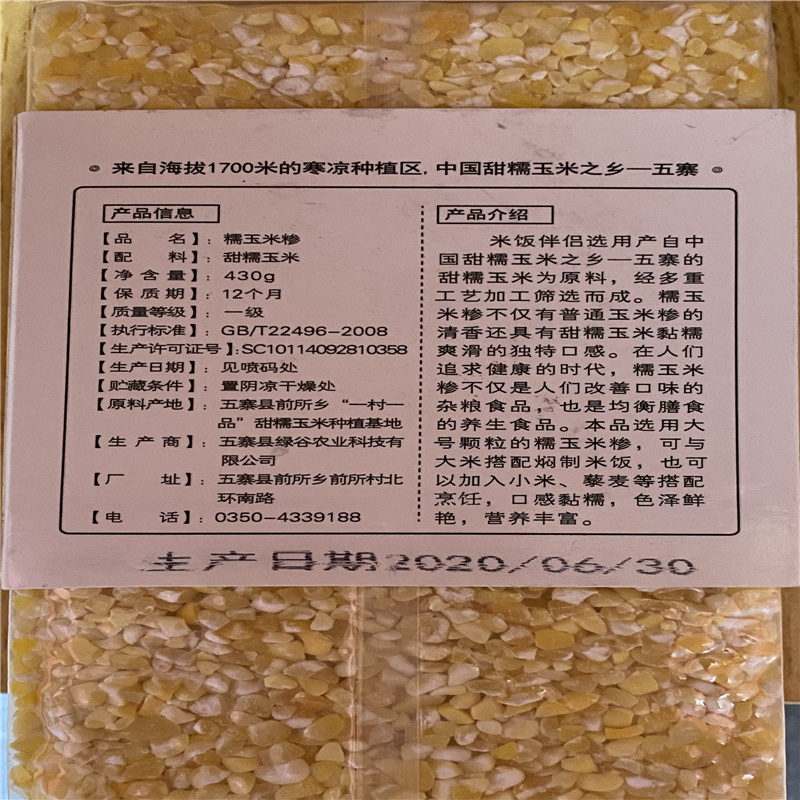 来自海拔1700米的寒凉种植区,中国甜糯玉米之乡—五寨
产品信息
【品名】：糯玉米糁
【配料】：甜糯玉米
【净含量】：430g
【保质期】：12个月
【质量等级】：一级
【执行标准】：GB/T22496-2008
【生产许可证号】：SC10114092810358
【生产日期】：见喷码处
【贮藏条件】：置阴凉干燥处
【原料产地】：五寨县前所乡“一村一
品”甜糯玉米种植基地
【生产商】：五寨县绿谷农业科技有
限公司
【厂址】：五寨县前所乡前所村北
环南路
【电话】：0350-4339188
产品介绍
米饭伴侣选用产自中
国甜糯玉米之乡—五寨的
甜糯玉米为原料，经多重
工艺加工筛选而成。糯玉
米糁不仅有普通玉米糁的
清香还具有甜糯玉米黏糯
爽滑的独特口感。在人们
追求健康的时代，糯玉米
糁不仅是人们改善口味的
杂粮食品，也是均衡膳食
的养生食品。本品选用大
号颗粒的糯玉米糁，可与
大米搭配焖制米饭，也可
以加入小米、藜麦等搭配
烹饪，口感黏糯，色泽鲜
艳，营养丰富。
生产日期2020/06/30